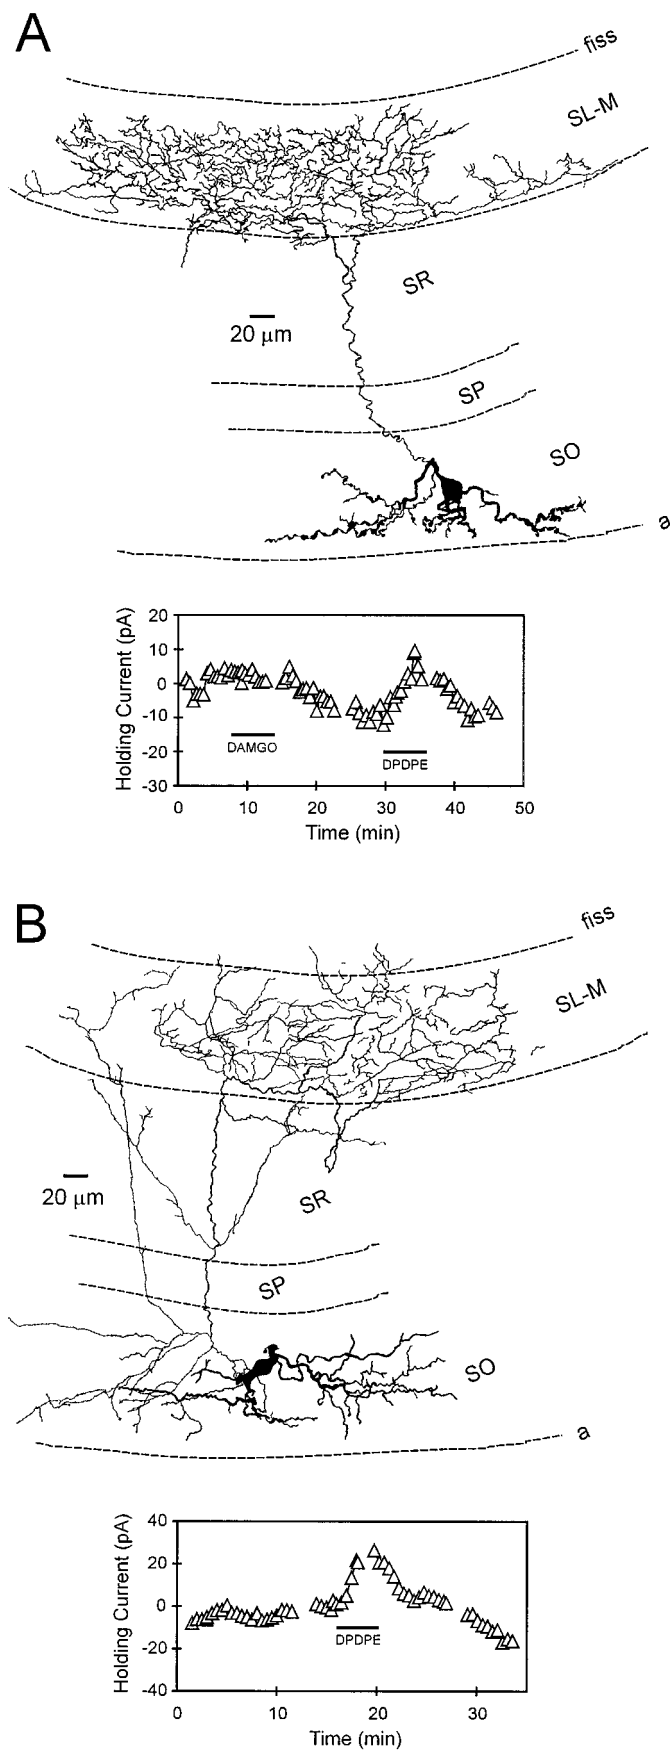 A
fiss
SL-M
SR
20 µm
SP
SO
a
20
10
0
-10
-20
-30
Holding Current (pA)
DAMGO
DPDPE
0 10 20 30 40 50
Time (min)
B
fiss
SL-M
20 µm
SR
SP
SO
a
40
20
0
-20
-40
Holding Current (pA)
DPDPE
0 10 20 30
Time (min)